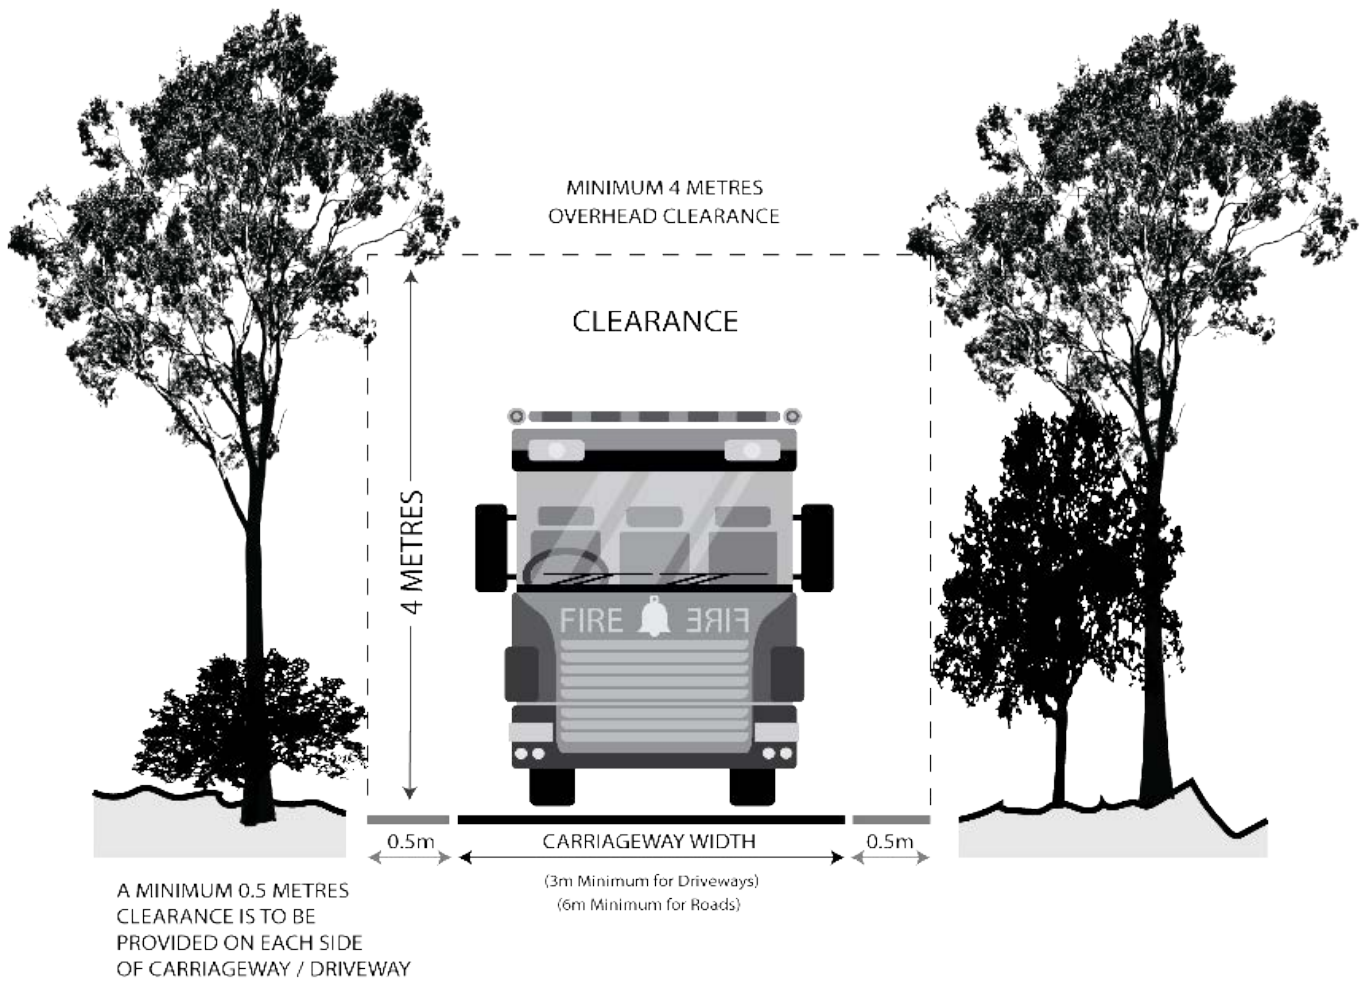 MINIMUM 4 METRES
OVERHEAD CLEARANCE
CLEARANCE
4 METRES
FIRE FIRE
0.5m CARRIAGEWAY WIDTH 0.5m
(3m Minimum for Driveways)
(6m Minimum for Roads)
A MINIMUM 0.5 METRES
CLEARANCE IS TO BE
PROVIDED ON EACH SIDE
OF CARRIAGEWAY / DRIVEWAY